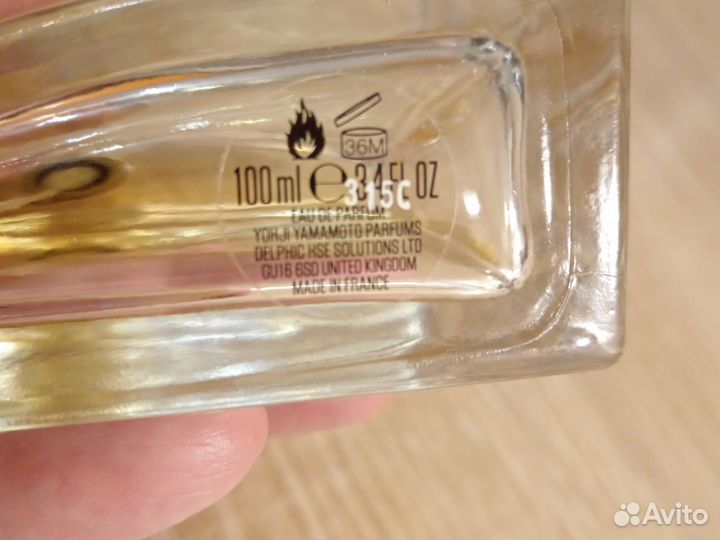 36M
100ml ℮ 3.4 FL OZ
315C
EAU DE PARFUM
YOHJI YAMAMOTO PARFUMS
DELPHIC HSE SOLUTIONS LTD
GU16 6SD UNITED KINGDOM
MADE IN FRANCE
Avito